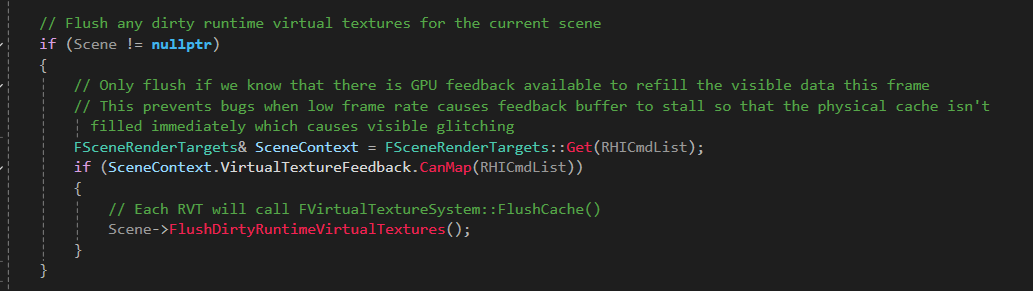 // Flush any dirty runtime virtual textures for the current scene
if (Scene != nullptr)
{
// Only flush if we know that there is GPU feedback available to refill the visible data this frame
// This prevents bugs when low frame rate causes feedback buffer to stall so that the physical cache isn't
filled immediately which causes visible glitching
FSceneRenderTargets& SceneContext = FSceneRenderTargets::Get(RHICmdList);
if (SceneContext.VirtualTextureFeedback.CanMap(RHICmdList))
{
// Each RVT will call FVirtualTextureSystem::FlushCache()
Scene->FlushDirtyRuntimeVirtualTextures();
}
}